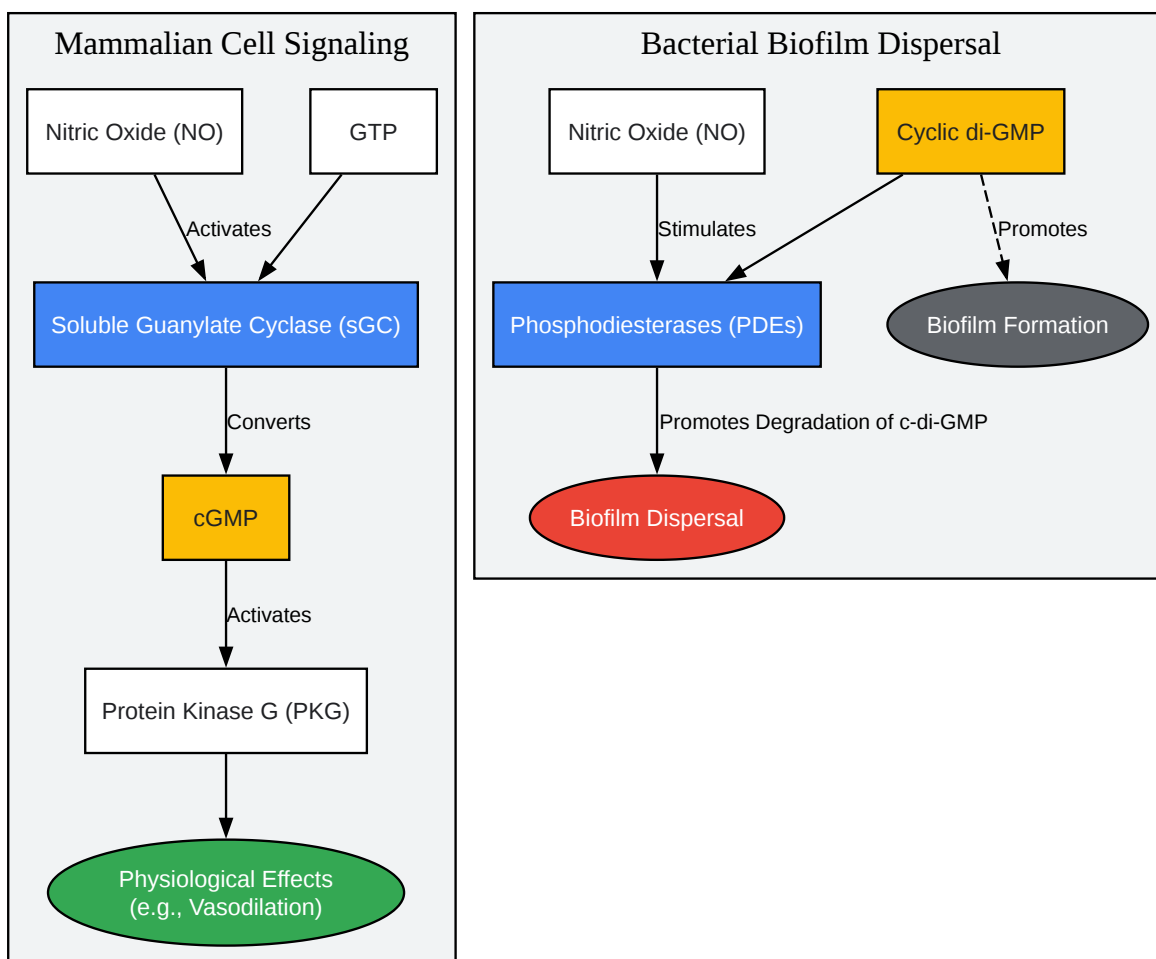 Mammalian Cell Signaling
Nitric Oxide (NO)
GTP
Activates
Soluble Guanylate Cyclase (sGC)
Converts
cGMP
Activates
Protein Kinase G (PKG)
Physiological Effects
(e.g., Vasodilation)
Bacterial Biofilm Dispersal
Nitric Oxide (NO)
Cyclic di-GMP
Stimulates
Promotes
Phosphodiesterases (PDEs)
Biofilm Formation
Promotes Degradation of c-di-GMP
Biofilm Dispersal